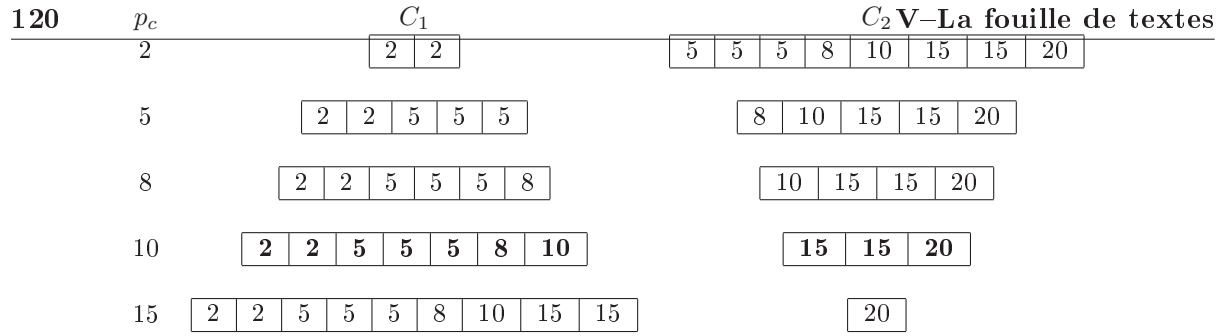 120 p_c C_1 C_2 V–La fouille de textes
2 2 2 5 5 5 8 10 15 15 20
5 2 2 5 5 5 8 10 15 15 20
8 2 2 5 5 5 8 10 15 15 20
10 2 2 5 5 5 8 10 15 15 20
15 2 2 5 5 5 8 10 15 15 20